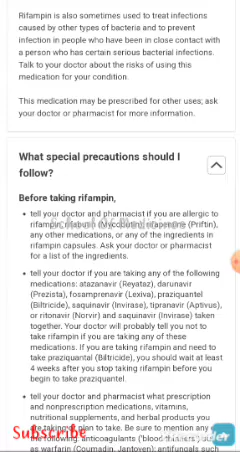 Rifampin is also sometimes used to treat infections
caused by other types of bacteria and to prevent
infection in people who have been in close contact with
a person who has certain serious bacterial infections.
Talk to your doctor about the risks of using this
medication for your condition.
This medication may be prescribed for other uses; ask
your doctor or pharmacist for more information.
What special precautions should I
follow?
Before taking rifampin,
• tell your doctor and pharmacist if you are allergic to
rifampin, rifabutin (Mycobutin), rifapentine (Priftin),
any other medications, or any of the ingredients in
rifampin capsules. Ask your doctor or pharmacist
for a list of the ingredients.
• tell your doctor if you are taking any of the following
medications: atazanavir (Reyataz), darunavir
(Prezista), fosamprenavir (Lexiva), praziquantel
(Biltricide), saquinavir (Invirase), tipranavir (Aptivus),
or ritonavir (Norvir) and saquinavir (Invirase) taken
together. Your doctor will probably tell you not to
take rifampin if you are taking any of these
medications. If you are taking rifampin and need to
take praziquantal (Biltricide), you should wait at least
4 weeks after you stop taking rifampin before you
begin to take praziquantel.
• tell your doctor and pharmacist what prescription
and nonprescription medications, vitamins,
nutritional supplements, and herbal products you
are taking or plan to take. Be sure to mention any
Subscribe
the following: anticoagulants ('blood
as warfarin (Coumadin, Jantoven); antifungals such